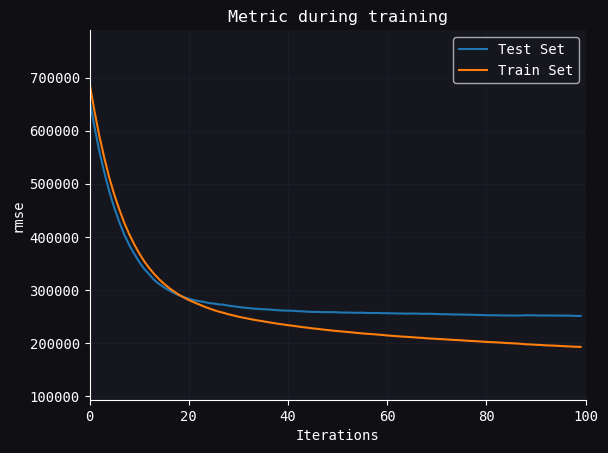 Metric during training
Test Set
Train Set
rmse
700000
600000
500000
400000
300000
200000
100000
0 20 40 60 80 100
Iterations